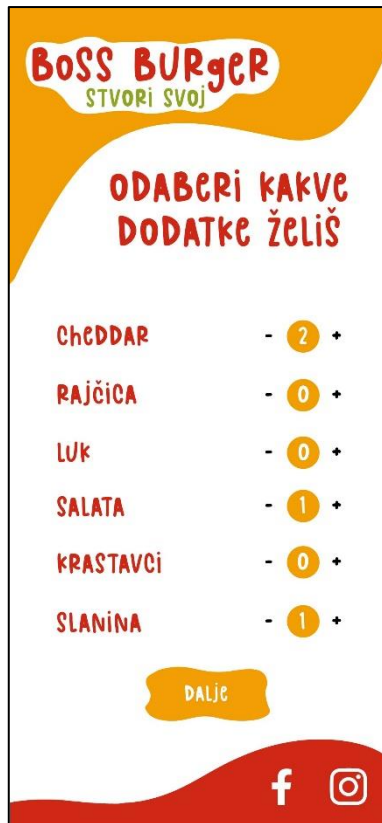 BOSS BURgeR
STVORi SVOJ
ODABERi KAKVE
DODATKe ŽeLiŠ
CHeDDAR - 2 +
RAJČiCA - 0 +
LUK - 0 +
SALATA - 1 +
KRASTAVCi - 0 +
SLANiNA - 1 +
DALJe